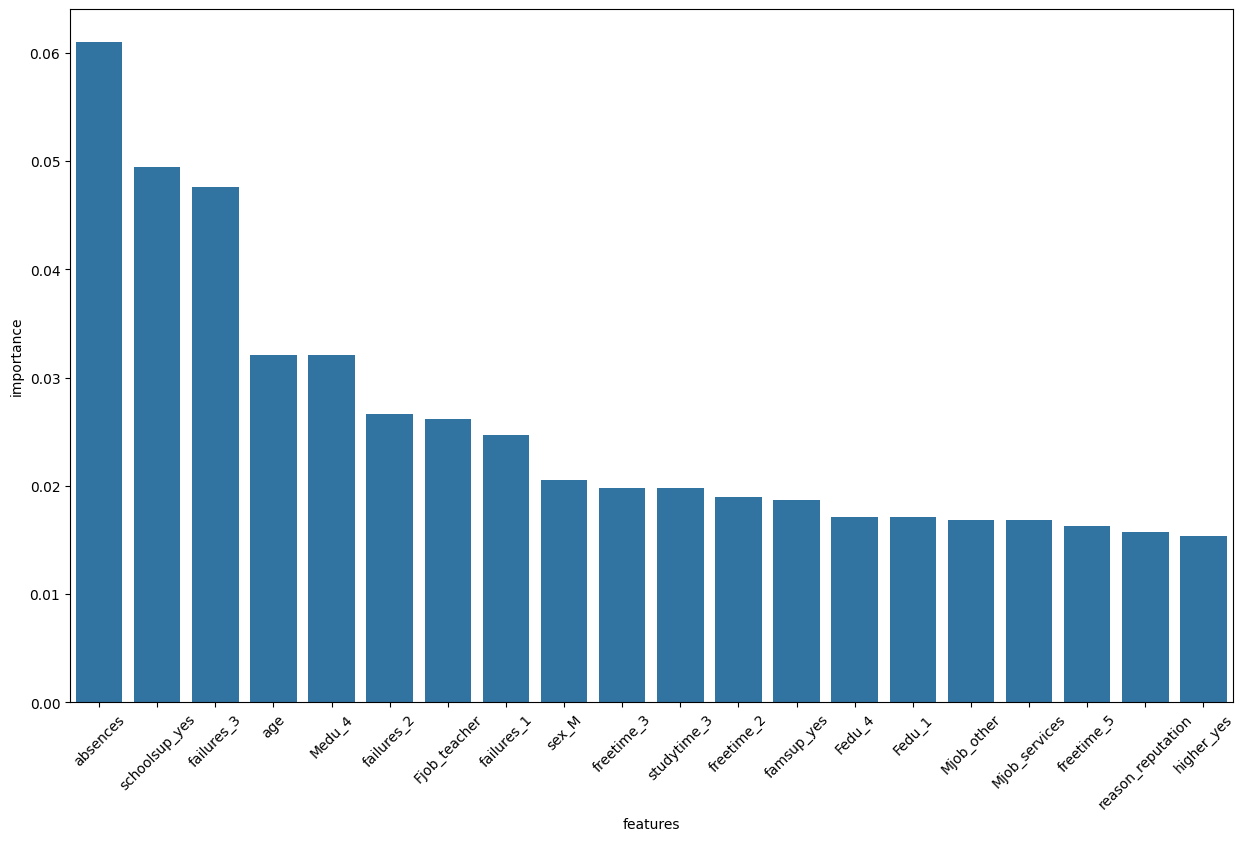 importance
0.06
0.05
0.04
0.03
0.02
0.01
0.00
absences
schoolsup_yes
failures_3
age
Medu_4
failures_2
Fjob_teacher
failures_1
sex_M
freetime_3
studytime_3
freetime_2
famsup_yes
Fedu_4
Fedu_1
Mjob_other
Mjob_services
freetime_5
reason_reputation
higher_yes
features